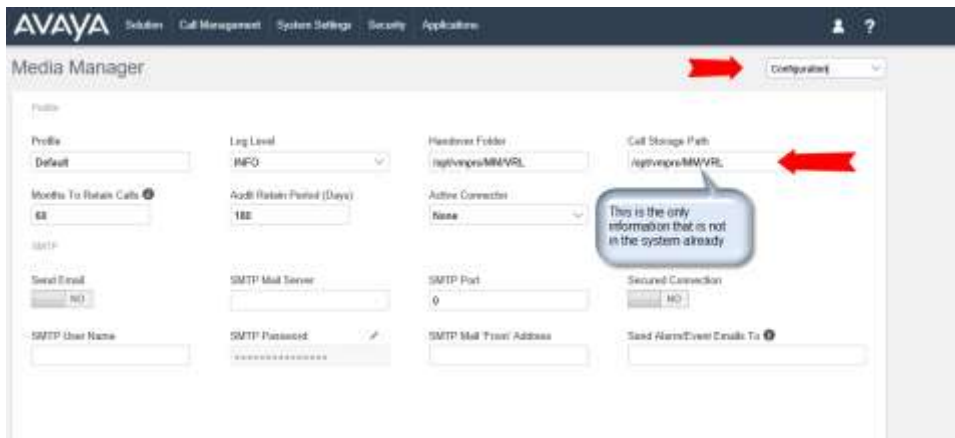 AVAYA Solution Call Management System Settings Security Applications ?
Media Manager Configuration
Profile
Profile Log Level Handover Folder Call Storage Path
Default INFO /opt/vmpro/MM/VRL /opt/vmpro/MM/VRL
Months To Retain Calls Audit Retain Period (Days) Active Connector
60 180 None
This is the only
information that is not
in the system already
SMTP
Send Email SMTP Mail Server SMTP Port Secured Connection
NO 0 NO
SMTP User Name SMTP Password SMTP Mail 'From' Address Send Alarm/Event Emails To